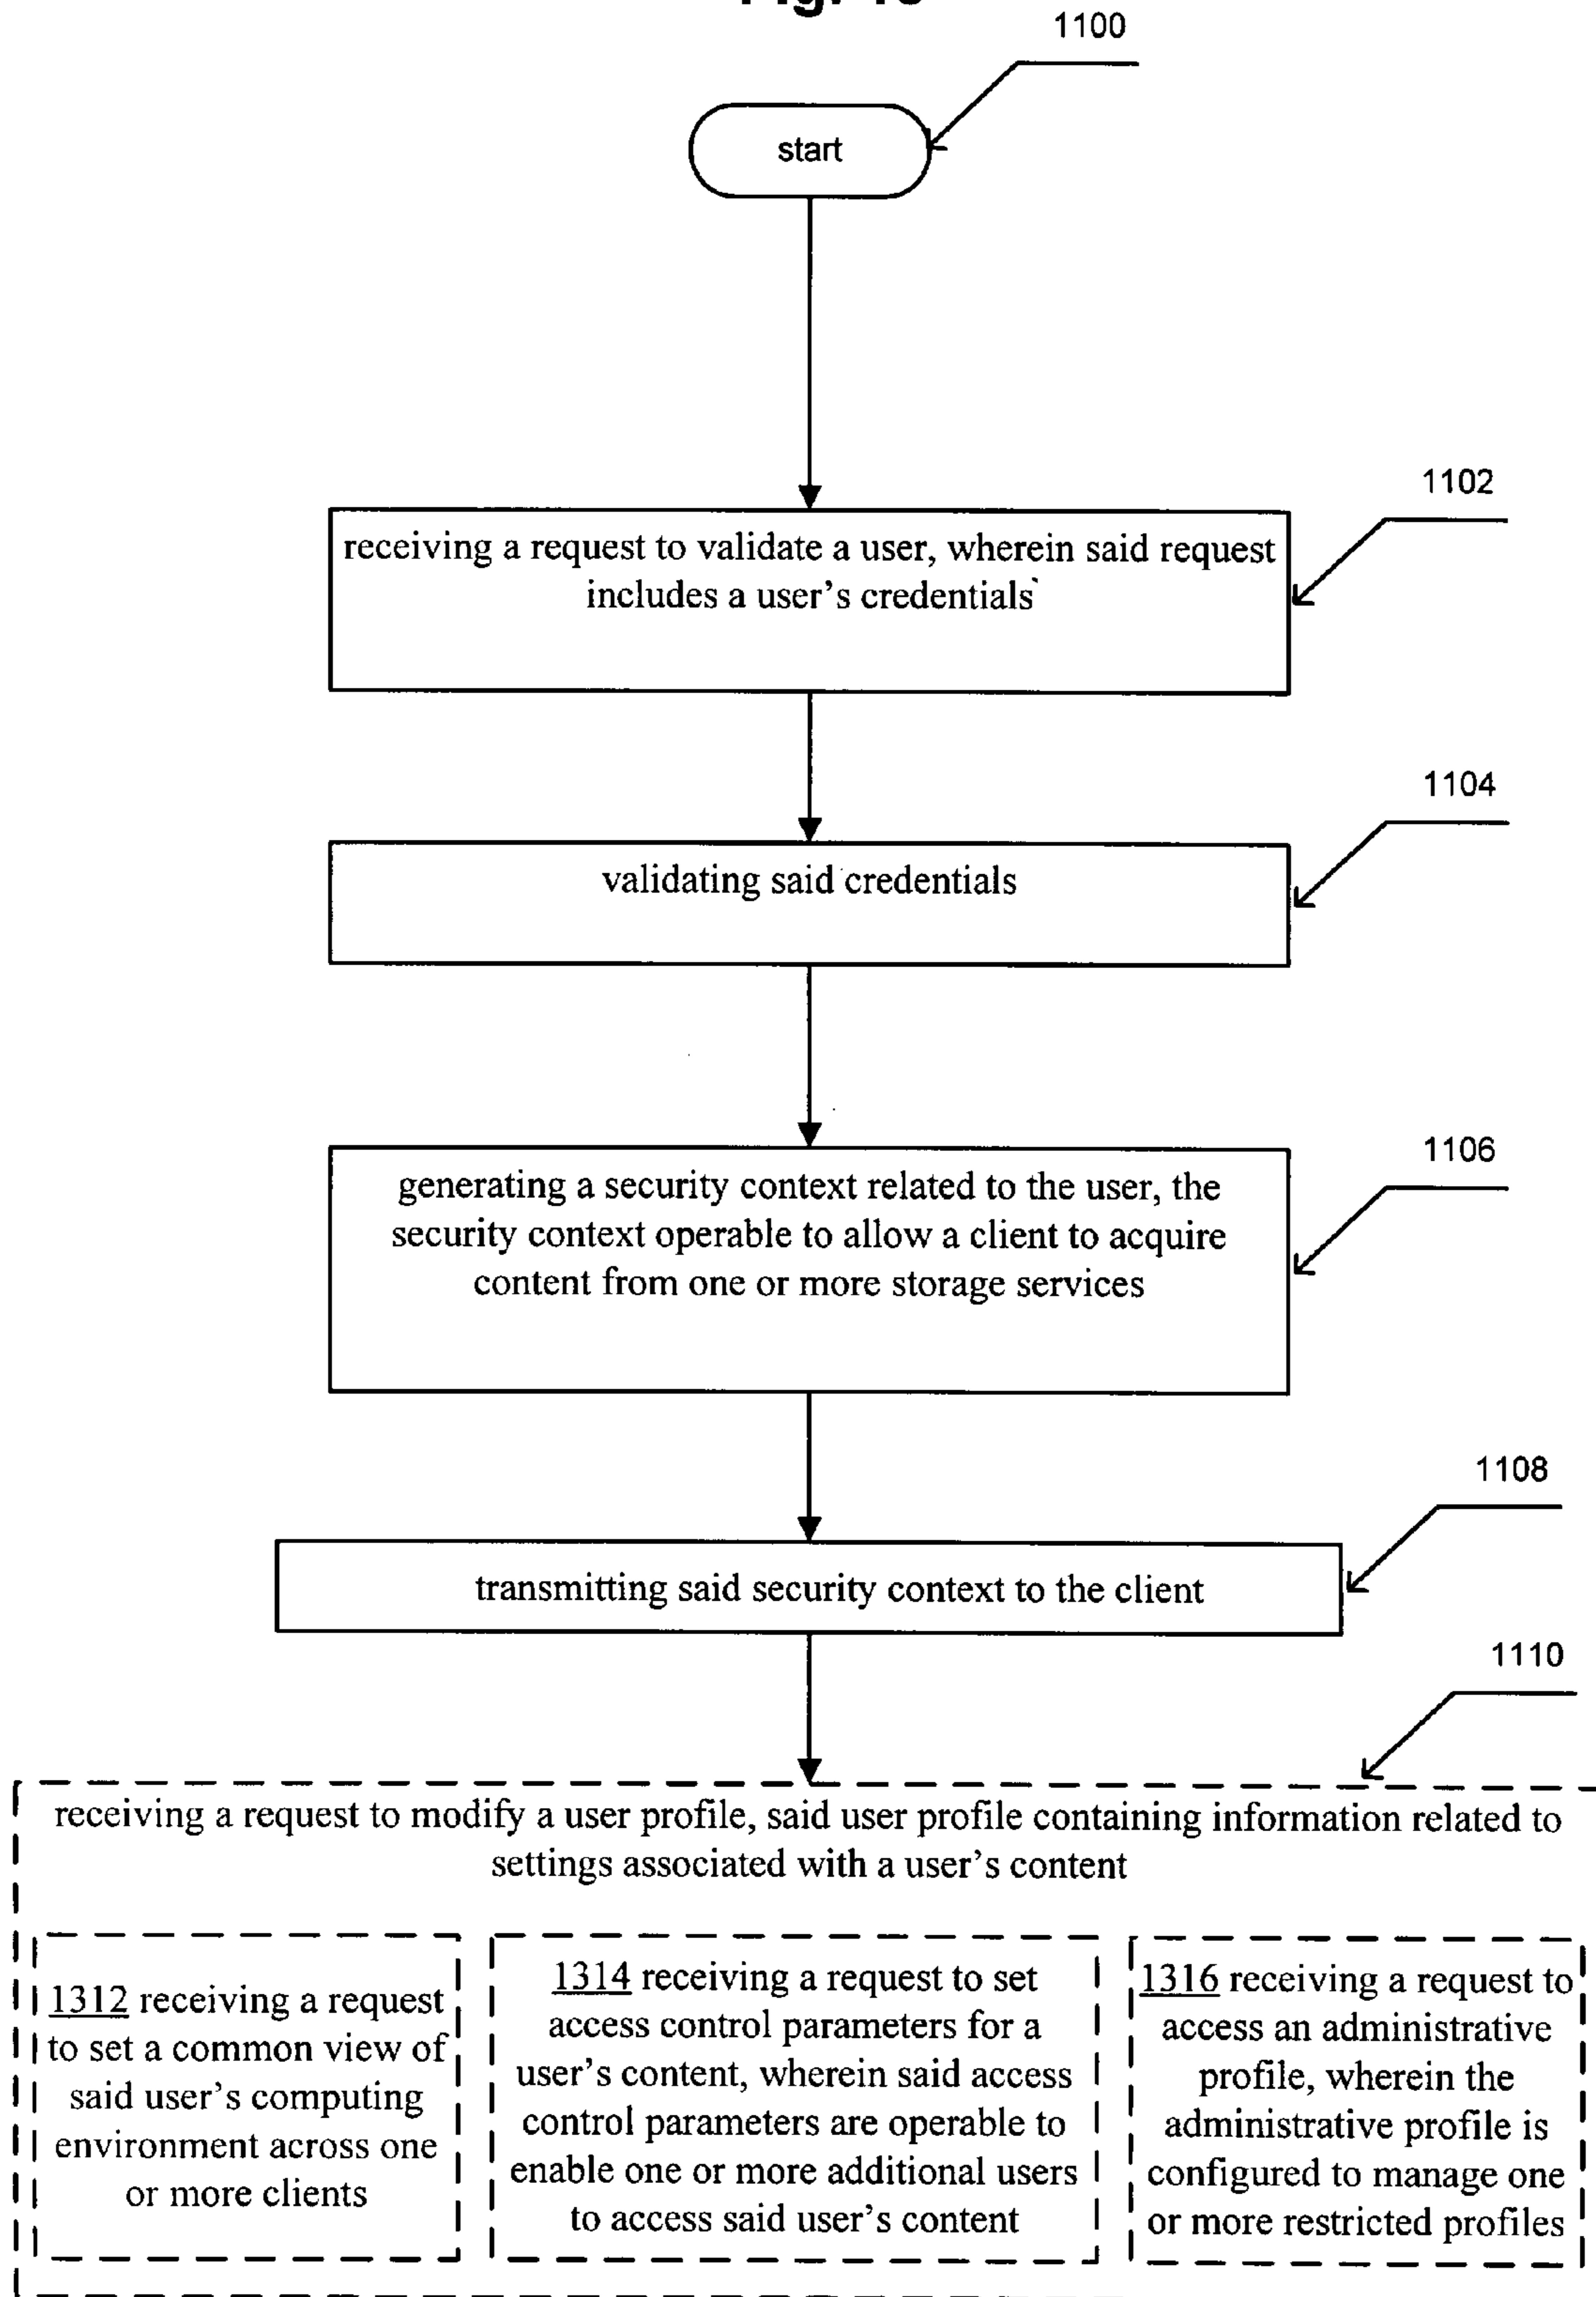 1100
start
1102
receiving a request to validate a user, wherein said request
includes a user's credentials
1104
validating said credentials
1106
generating a security context related to the user, the
security context operable to allow a client to acquire
content from one or more storage services
1108
transmitting said security context to the client
1110
receiving a request to modify a user profile, said user profile containing information related to
settings associated with a user's content
1312 receiving a request
to set a common view of
said user's computing
environment across one
or more clients
1314 receiving a request to set
access control parameters for a
user's content, wherein said access
control parameters are operable to
enable one or more additional users
to access said user's content
1316 receiving a request to
access an administrative
profile, wherein the
administrative profile is
configured to manage one
or more restricted profiles